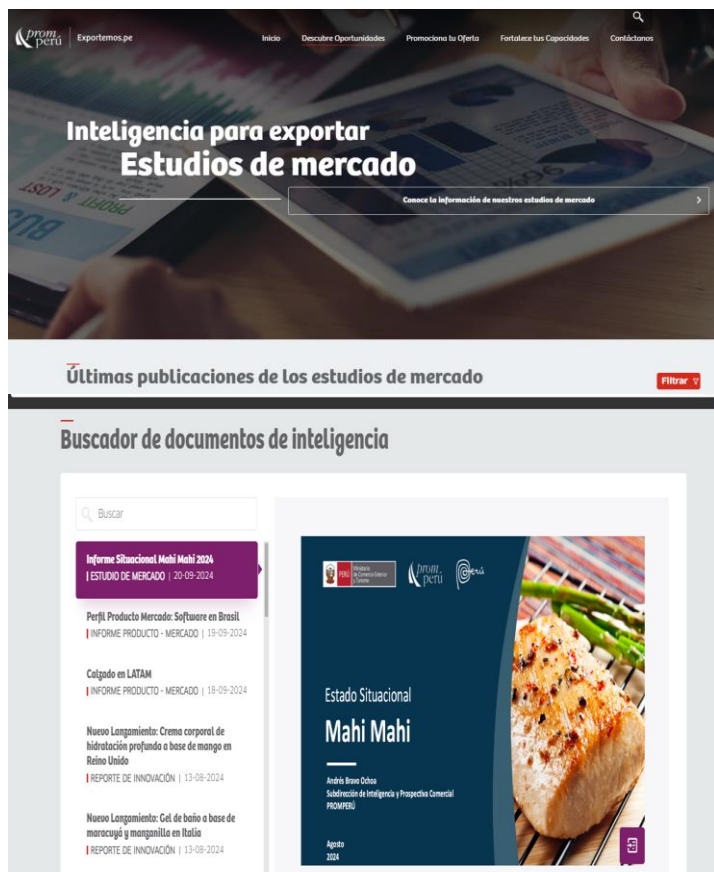 prom
perú
Exportemos.pe
Inicio
Descubre Oportunidades
Promociona tu Oferta
Fortalece tus Capacidades
Contáctanos
Inteligencia para exportar
Estudios de mercado
Conoce la información de nuestros estudios de mercado
PROFIT & LOST
Últimas publicaciones de los estudios de mercado
Filtrar
Buscador de documentos de inteligencia
Buscar
Informe Situacional Mahi Mahi 2024
| ESTUDIO DE MERCADO | 20-09-2024
Perfil Producto Mercado: Software en Brasil
| INFORME PRODUCTO - MERCADO | 19-09-2024
Calzado en LATAM
| INFORME PRODUCTO - MERCADO | 18-09-2024
Nuevo Lanzamiento: Crema corporal de
hidratación profunda a base de mango en
Reino Unido
| REPORTE DE INNOVACIÓN | 13-08-2024
Nuevo Lanzamiento: Gel de baño a base de
maracuyá y manzanilla en Italia
| REPORTE DE INNOVACIÓN | 13-08-2024
PERÚ
Ministerio
de Comercio Exterior
y Turismo
prom
perú
Perú
Estado Situacional
Mahi Mahi
Andrés Bravo Ochoa
Subdirección de Inteligencia y Prospectiva Comercial
PROMPERÚ
Agosto
2024